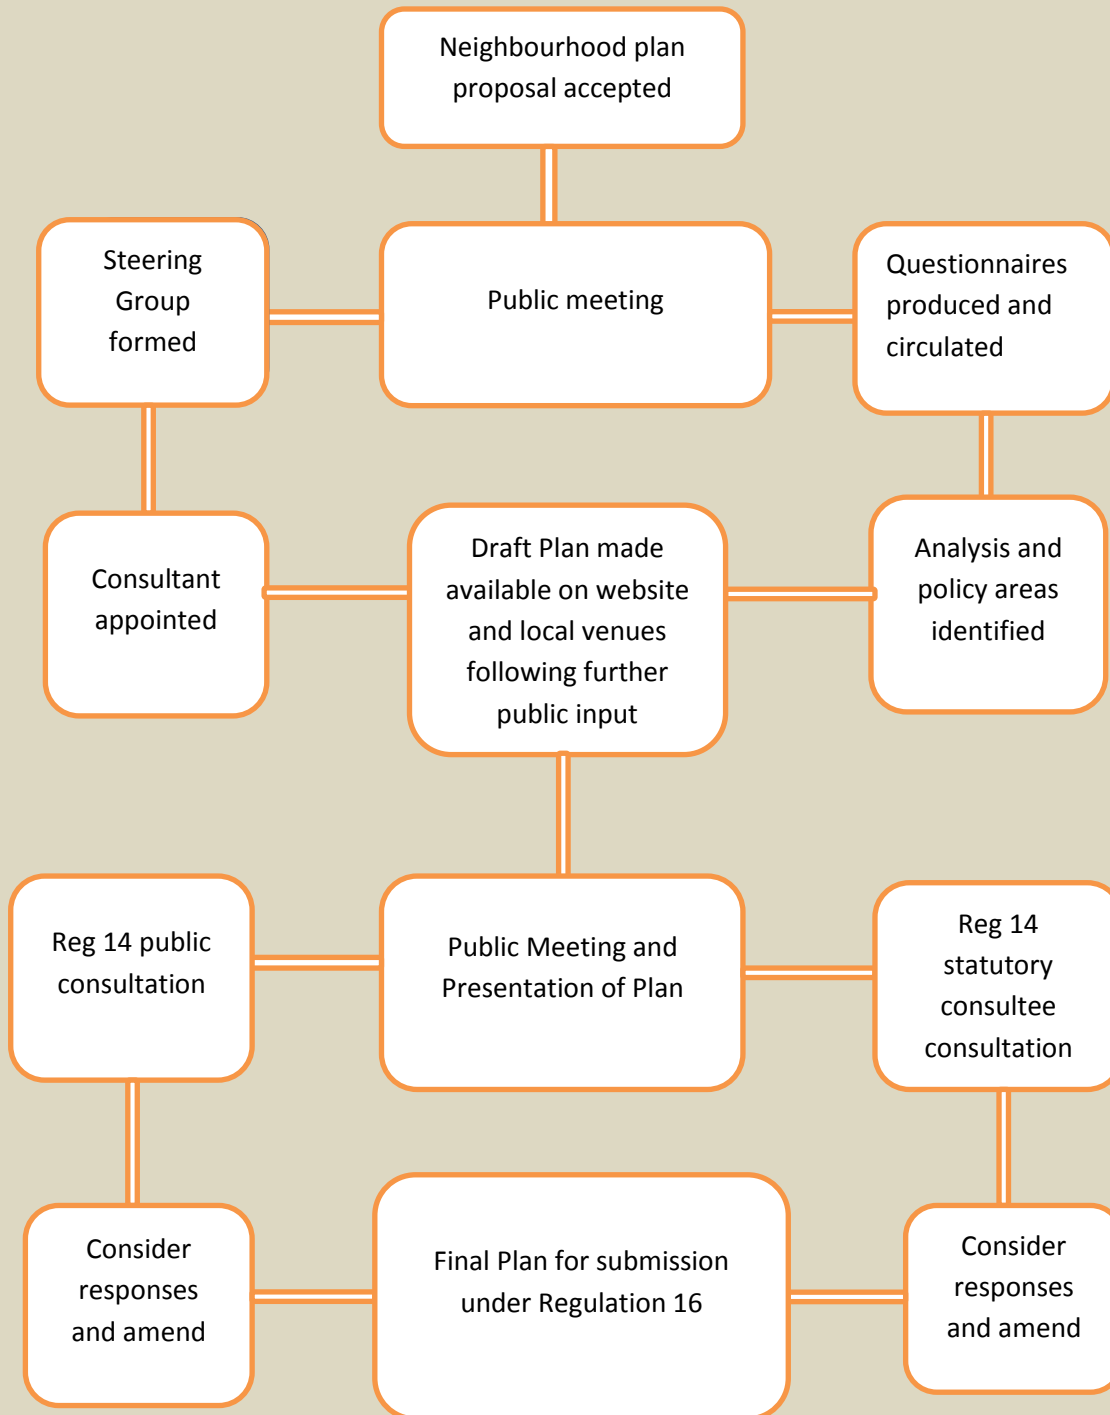 Neighbourhood plan
proposal accepted
Steering
Group
formed
Public meeting
Questionnaires
produced and
circulated
Consultant
appointed
Draft Plan made
available on website
and local venues
following further
public input
Analysis and
policy areas
identified
Reg 14 public
consultation
Public Meeting and
Presentation of Plan
Reg 14
statutory
consultee
consultation
Consider
responses
and amend
Final Plan for submission
under Regulation 16
Consider
responses
and amend